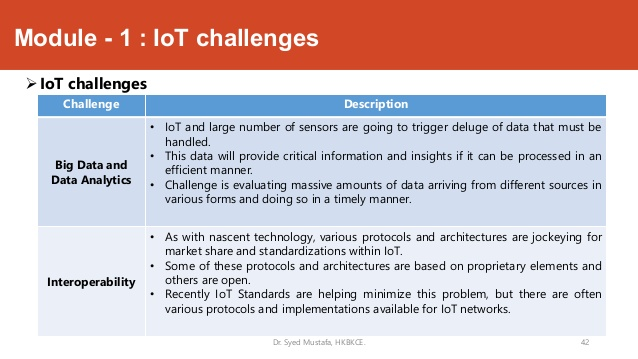 Module - 1 : IoT challenges
➢IoT challenges
Challenge Description
Big Data and
Data Analytics
• IoT and large number of sensors are going to trigger deluge of data that must be
handled.
• This data will provide critical information and insights if it can be processed in an
efficient manner.
• Challenge is evaluating massive amounts of data arriving from different sources in
various forms and doing so in a timely manner.
Interoperability
• As with nascent technology, various protocols and architectures are jockeying for
market share and standardizations within IoT.
• Some of these protocols and architectures are based on proprietary elements and
others are open.
• Recently IoT Standards are helping minimize this problem, but there are often
various protocols and implementations available for IoT networks.
Dr. Syed Mustafa, HKBKCE. 42